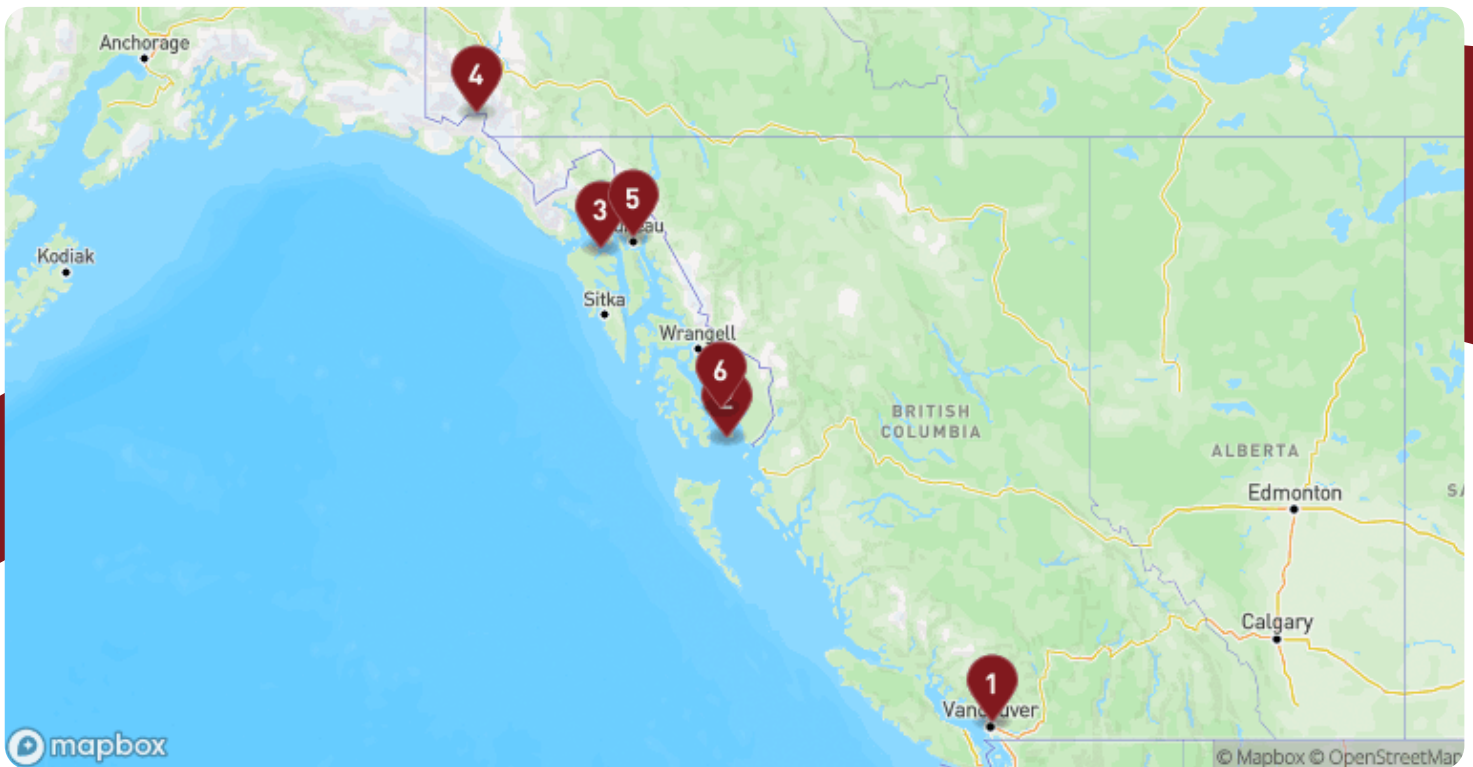 Anchorage
4
3
5
Kodiak
Sitka
Wrangell
6
BRITISH
COLUMBIA
ALBERTA
Edmonton
Calgary
1
mapbox
© Mapbox © OpenStreetMap